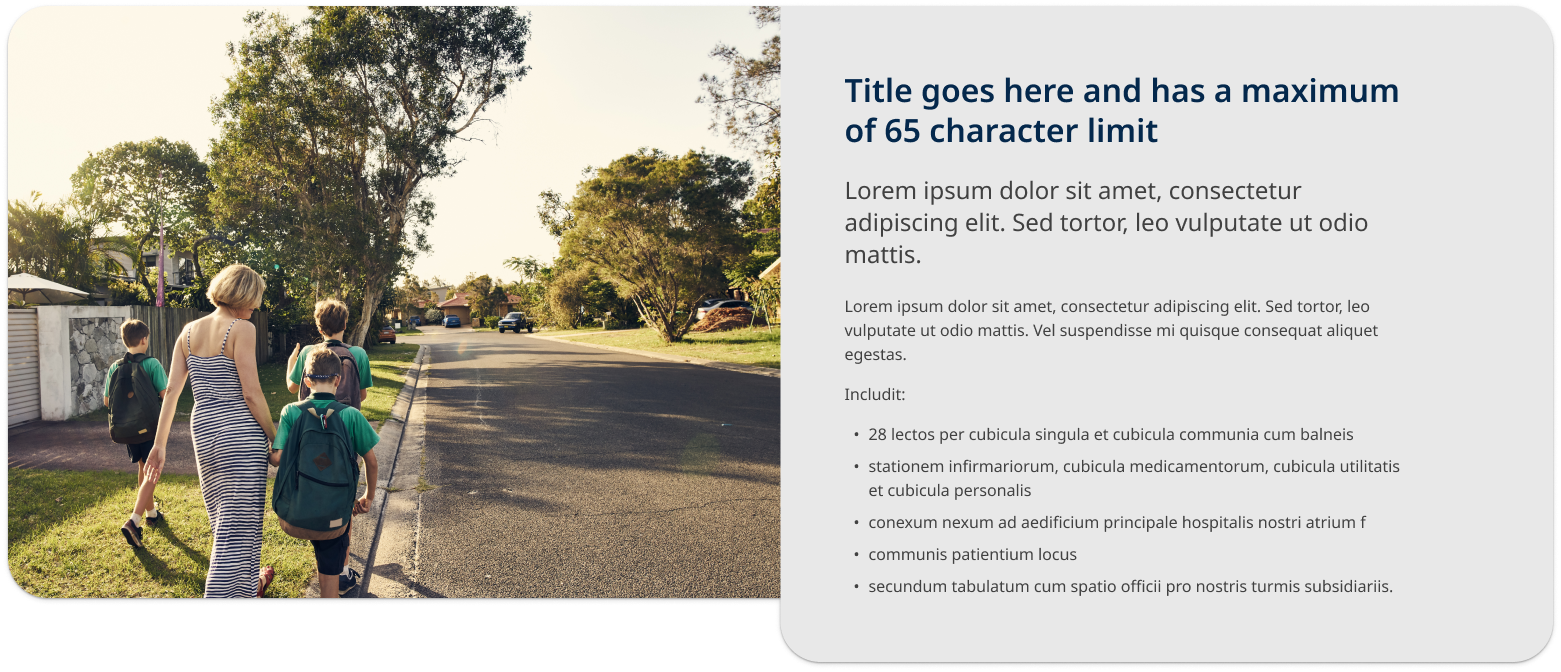 Title goes here and has a maximum
of 65 character limit
Lorem ipsum dolor sit amet, consectetur
adipiscing elit. Sed tortor, leo vulputate ut odio
mattis.
Lorem ipsum dolor sit amet, consectetur adipiscing elit. Sed tortor, leo
vulputate ut odio mattis. Vel suspendisse mi quisque consequat aliquet
egestas.
Includit:
• 28 lectos per cubicula singula et cubicula communia cum balneis
• stationem infirmariorum, cubicula medicamentorum, cubicula utilitatis
et cubicula personalis
• conexum nexum ad aedificium principale hospitalis nostri atrium f
• communis patientium locus
• secundum tabulatum cum spatio officii pro nostris turmis subsidiariis.